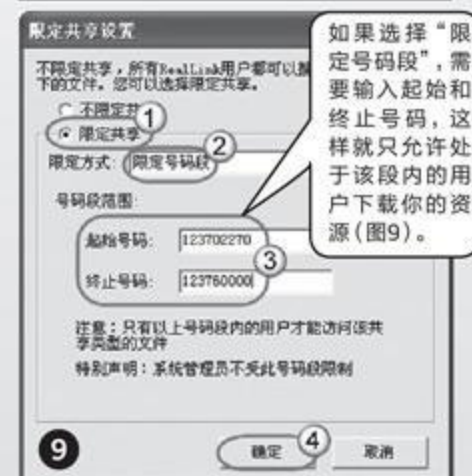 限定共享设置
不限定共享，所有RealLink用户都可以
下的文件。您可以选择限定共享。
不限定共
① 限定共享
限定方式： 限定号码段 ②
号码段范围：
起始号码： 123702270
终止号码： 123760000 ③
注意：只有以上号码段内的用户才能访问该共
享类型的文件
特别声明：系统管理员不受此号码段限制
9
确定 ④ 取消
如果选择“限
定号码段”，需
要输入起始和
终止号码，这
样就只允许处
于该段内的用
户下载你的资
源（图9）。